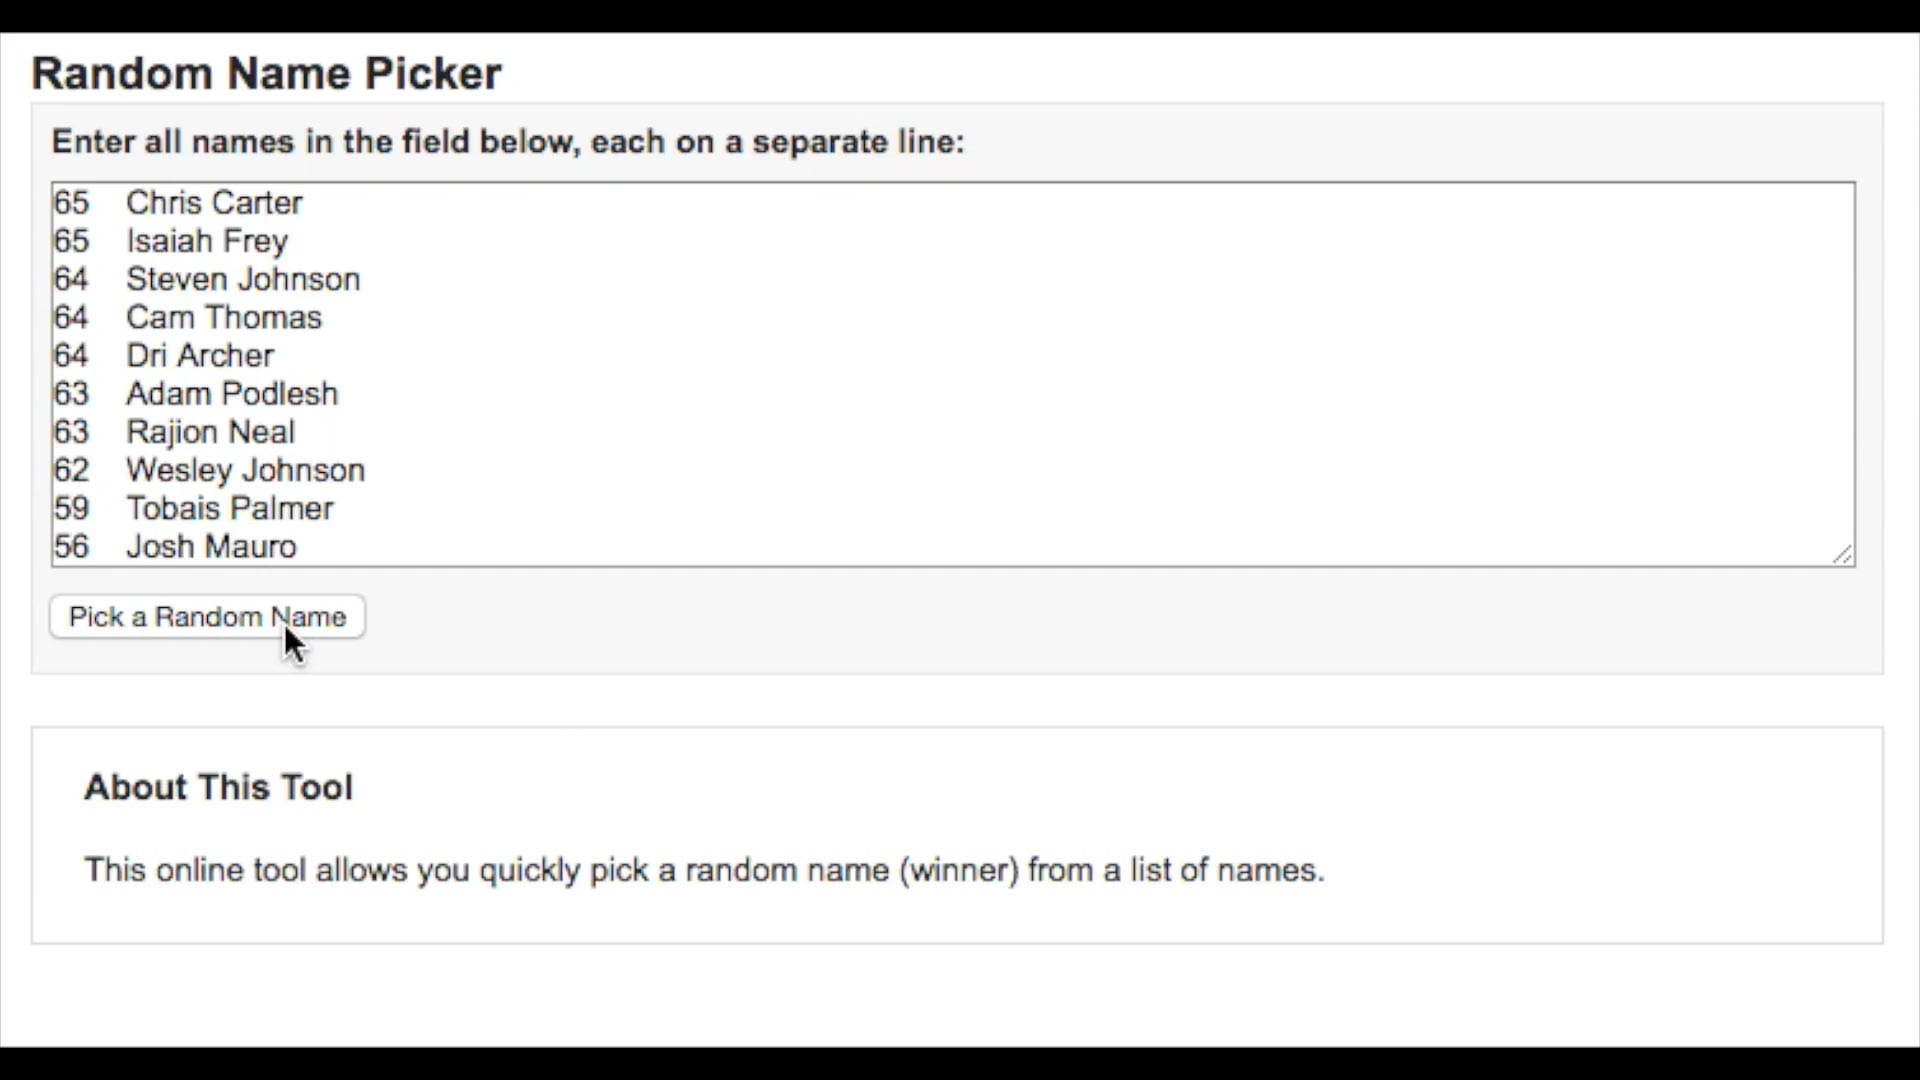 Random Name Picker
Enter all names in the field below, each on a separate line:
65 Chris Carter
65 Isaiah Frey
64 Steven Johnson
64 Cam Thomas
64 Dri Archer
63 Adam Podlesh
63 Rajion Neal
62 Wesley Johnson
59 Tobais Palmer
56 Josh Mauro
Pick a Random Name
About This Tool
This online tool allows you quickly pick a random name (winner) from a list of names.